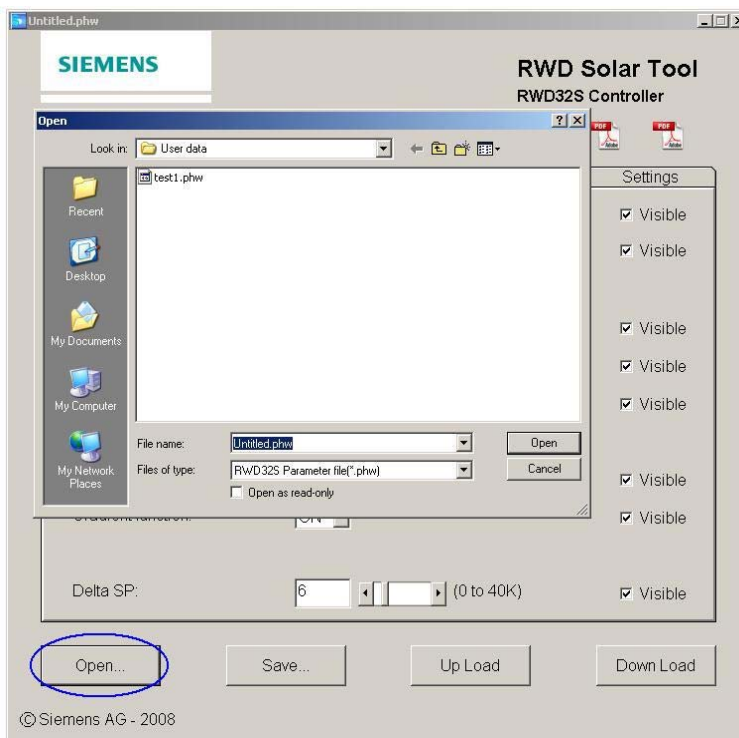 Untitled.phw
SIEMENS
RWD Solar Tool
RWD32S Controller
Open
Look in: User data
PDF Adobe
PDF Adobe
test1.phw
Recent
Desktop
My Documents
My Computer
My Network Places
File name: Untitled.phw Open
Files of type: RWD32S Parameter file(*.phw) Cancel
Open as read-only
Settings
Visible
Visible
Visible
Visible
Visible
Visible
Visible
Delta SP: 6 (0 to 40K) Visible
Open... Save... Up Load Down Load
© Siemens AG - 2008